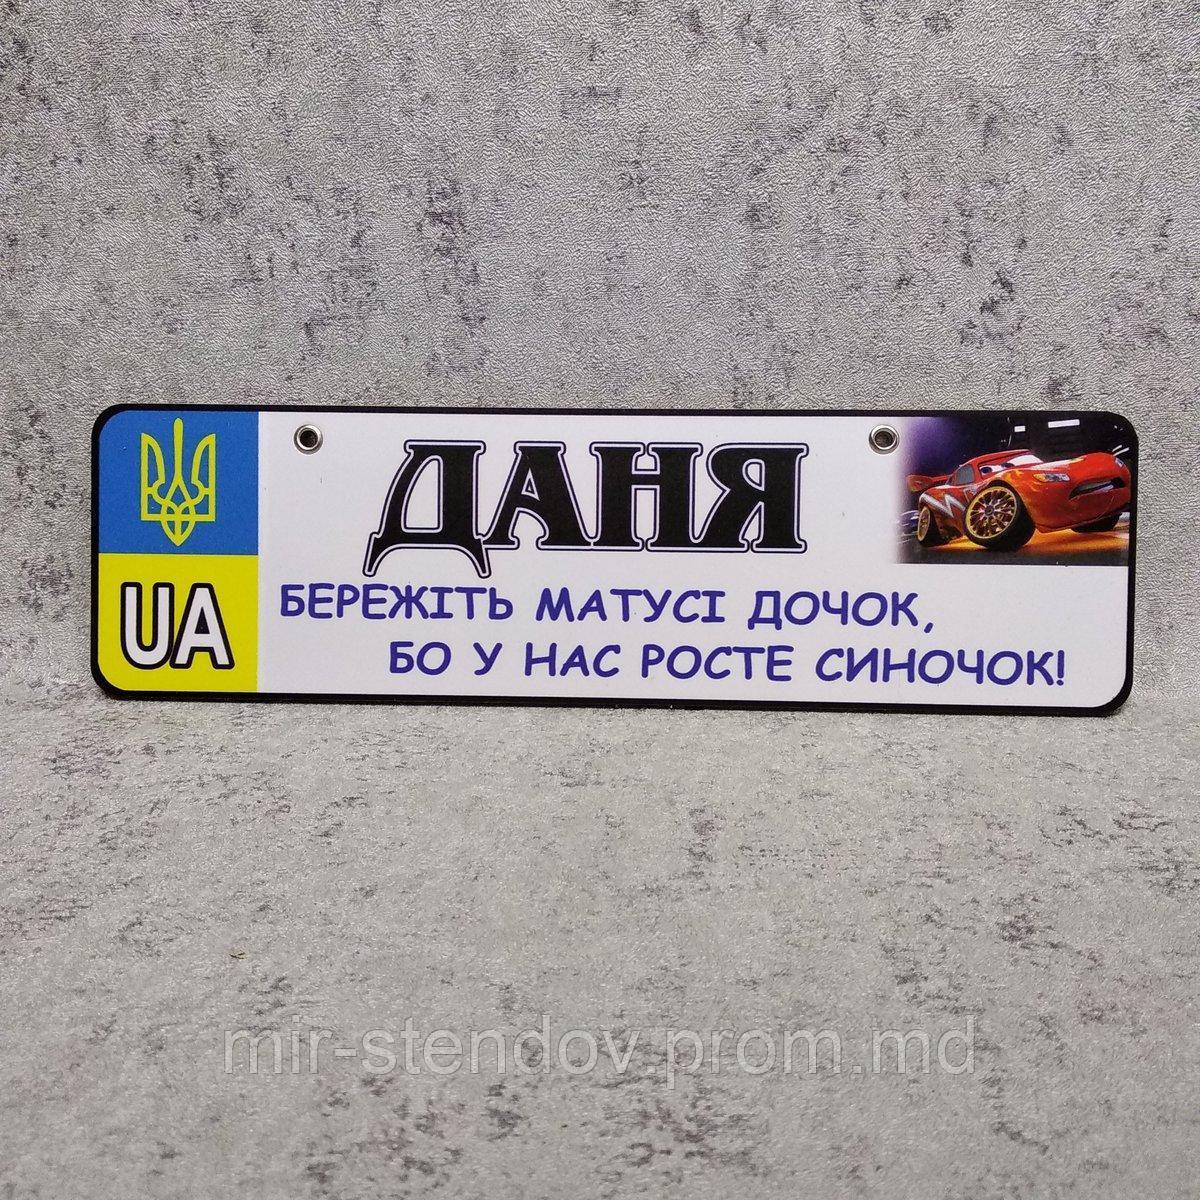 ДАНЯ
UA
БЕРЕЖІТЬ МАТУСІ ДОЧОК,
БО У НАС РОСТЕ СИНОЧОК!
mir-stendov.prom.md